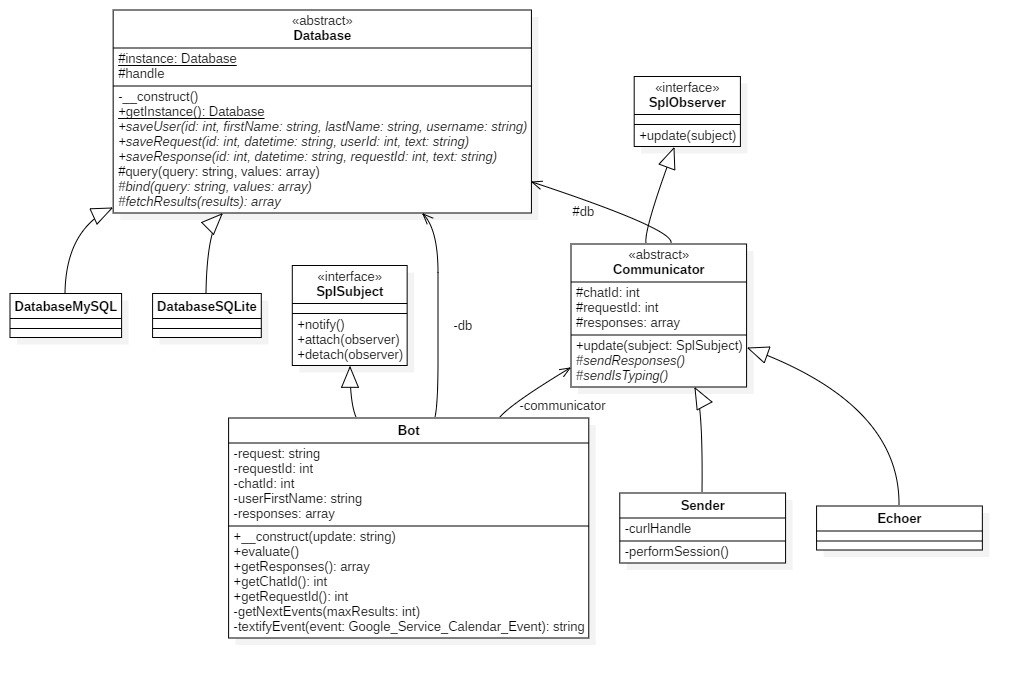 «abstract»
Database
#instance: Database
#handle
-__construct()
+getInstance(): Database
+saveUser(id: int, firstName: string, lastName: string, username: string)
+saveRequest(id: int, datetime: string, userId: int, text: string)
+saveResponse(id: int, datetime: string, requestId: int, text: string)
#query(query: string, values: array)
#bind(query: string, values: array)
#fetchResults(results): array
«interface»
SplObserver
+update(subject)
#db
«abstract»
Communicator
#chatId: int
#requestId: int
#responses: array
+update(subject: SplSubject)
#sendResponses()
#sendIsTyping()
DatabaseMySQL
DatabaseSQLite
«interface»
SplSubject
+notify()
+attach(observer)
+detach(observer)
-db
-communicator
Bot
-request: string
-requestId: int
-chatId: int
-userFirstName: string
-responses: array
+__construct(update: string)
+evaluate()
+getResponses(): array
+getChatId(): int
+getRequestId(): int
-getNextEvents(maxResults: int)
-textifyEvent(event: Google_Service_Calendar_Event): string
Sender
-curlHandle
-performSession()
Echoer